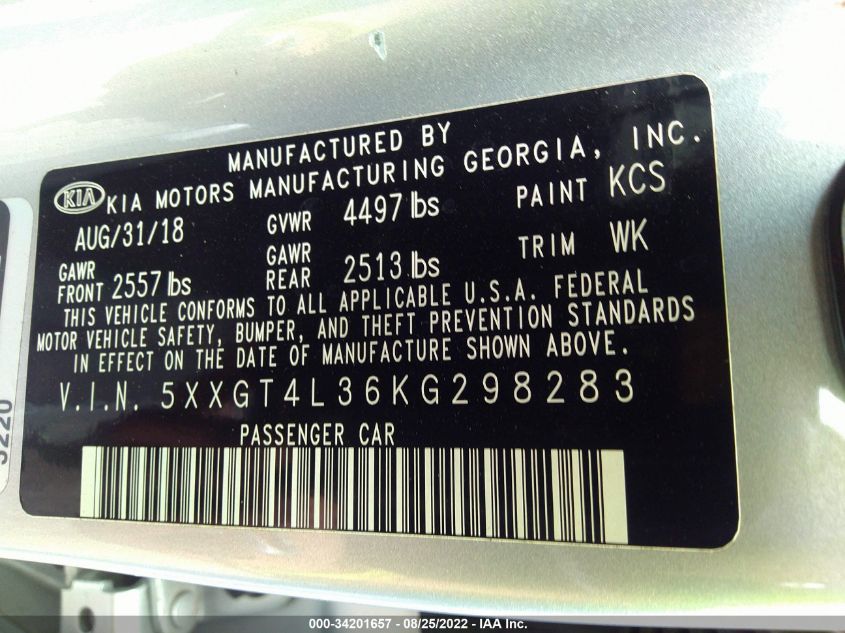 MANUFACTURED BY
KIA KIA MOTORS MANUFACTURING GEORGIA, INC.
AUG/31/18 GVWR 4497 lbs PAINT KCS
GAWR FRONT 2557 lbs GAWR REAR 2513 lbs TRIM WK
THIS VEHICLE CONFORMS TO ALL APPLICABLE U.S.A. FEDERAL
MOTOR VEHICLE SAFETY, BUMPER, AND THEFT PREVENTION STANDARDS
IN EFFECT ON THE DATE OF MANUFACTURE SHOWN ABOVE.
V.I.N. 5XXGT4L36KG298283
PASSENGER CAR
000-34201657 - 08/25/2022 - IAA Inc.